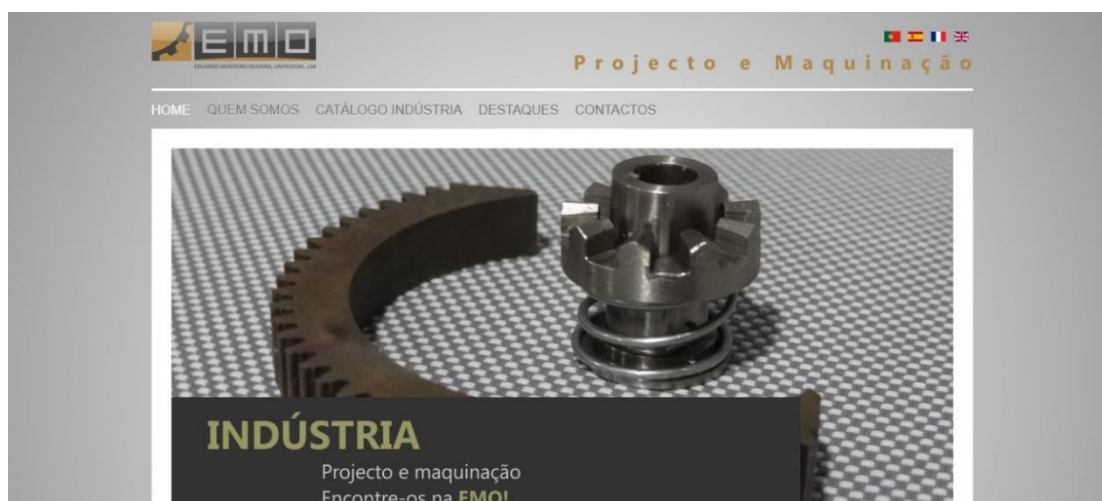 EMO
EDUARDO MONTEIRO OLIVEIRA, UNIPESSOAL, LDA
Projecto e Maquinação
HOME QUEM SOMOS CATÁLOGO INDÚSTRIA DESTAQUES CONTACTOS
INDÚSTRIA
Projecto e maquinação
Encontre-os na EMO!